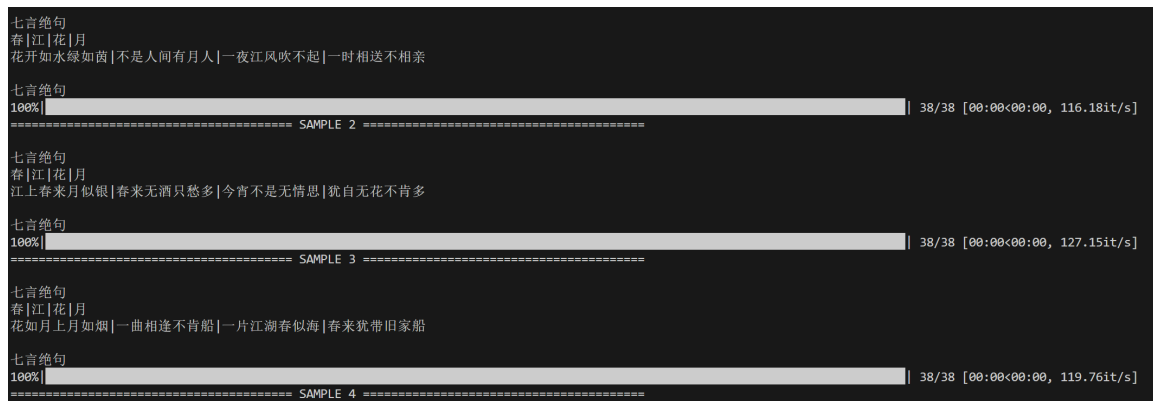 七言绝句
春|江|花|月
花开如水绿如茵|不是人间有月人|一夜江风吹不起|一时相送不相亲
七言绝句
100%| | 38/38 [00:00<00:00, 116.18it/s]
======================================== SAMPLE 2 ========================================
七言绝句
春|江|花|月
江上春来月似银|春来无酒只愁多|今宵不是无情思|犹自无花不肯多
七言绝句
100%| | 38/38 [00:00<00:00, 127.15it/s]
======================================== SAMPLE 3 ========================================
七言绝句
春|江|花|月
花如月上月如烟|一曲相逢不肯船|一片江湖春似海|春来犹带旧家船
七言绝句
100%| | 38/38 [00:00<00:00, 119.76it/s]
======================================== SAMPLE 4 ========================================